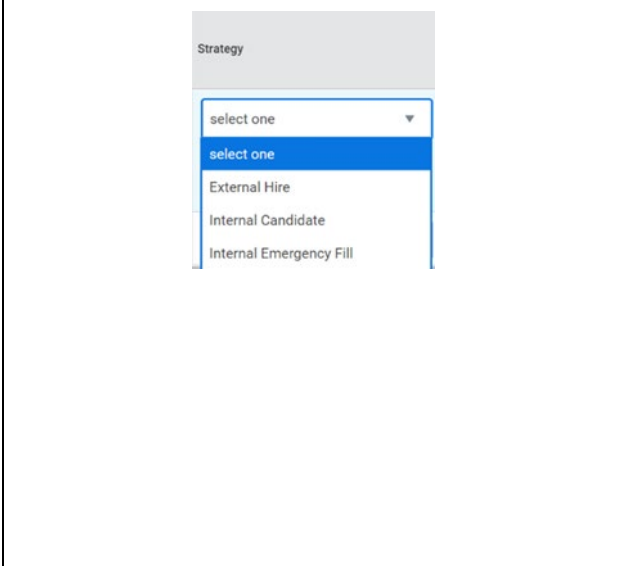 Strategy
select one
select one
External Hire
Internal Candidate
Internal Emergency Fill